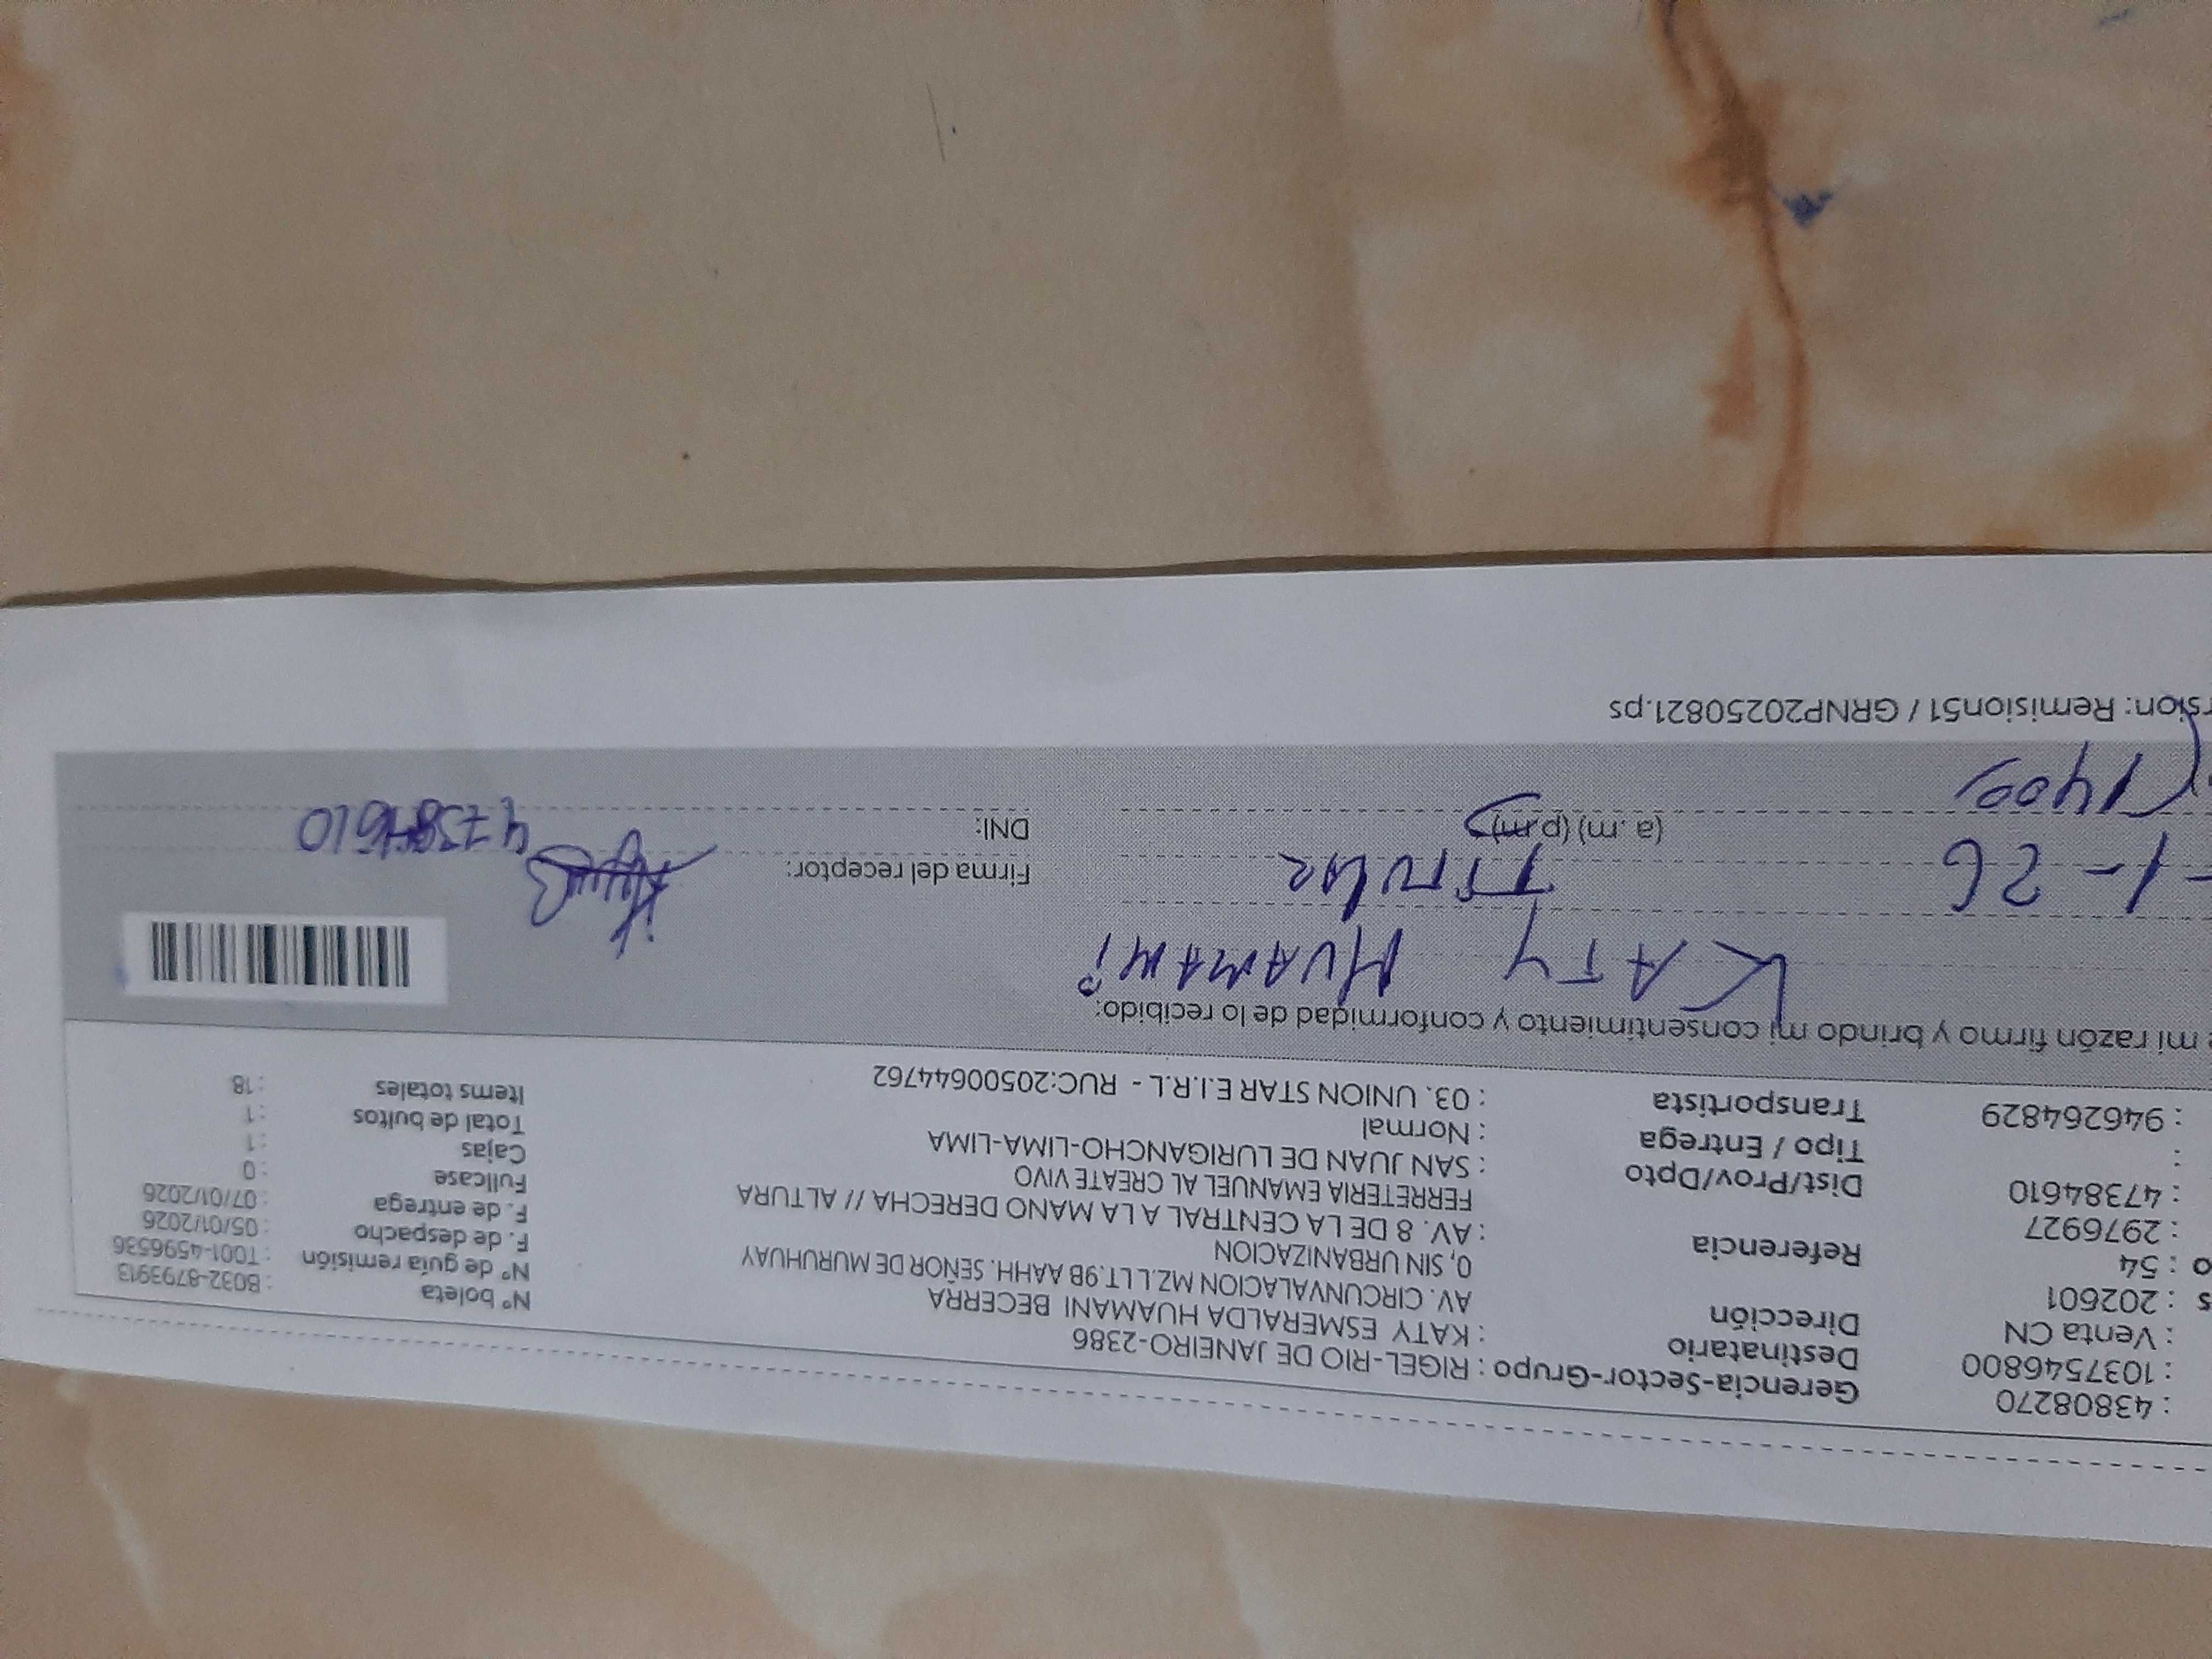 : 43808270 Gerencia-Sector-Grupo : RIGEL-RIO DE JANEIRO-2386 N° boleta : B032-8793913
: 1037546800 Destinatario : KATY ESMERALDA HUAMANI BECERRA N° de guía remisión : T001-4596536
: Venta CN Dirección AV. CIRCUNVALACION MZ.L LT.9B AAHH. SEÑOR DE MURUHUAY F. de despacho : 05/01/2026
s : 202601 0, SIN URBANIZACION F. de entrega : 07/01/2026
o : 54 Referencia : AV. 8 DE LA CENTRAL A LA MANO DERECHA // ALTURA Fullcase : 0
: 2976927 FERRETERIA EMANUEL AL CREATE VIVO Cajas : 1
: 47384610 Dist/Prov/Dpto : SAN JUAN DE LURIGANCHO-LIMA-LIMA Total de bultos : 1
: Tipo / Entrega : Normal Items totales : 18
: 946264829 Transportista : 03. UNION STAR E.I.R.L - RUC:20500644762
e mi razón firmo y brindo mi consentimiento y conformidad de lo recibido:
KATY HUAMANI
-1-26 TITULAR Firma del receptor:
1400 (a.m) (p.m) DNI: 47384610
rsion: Remision51 / GRNP20250821.ps